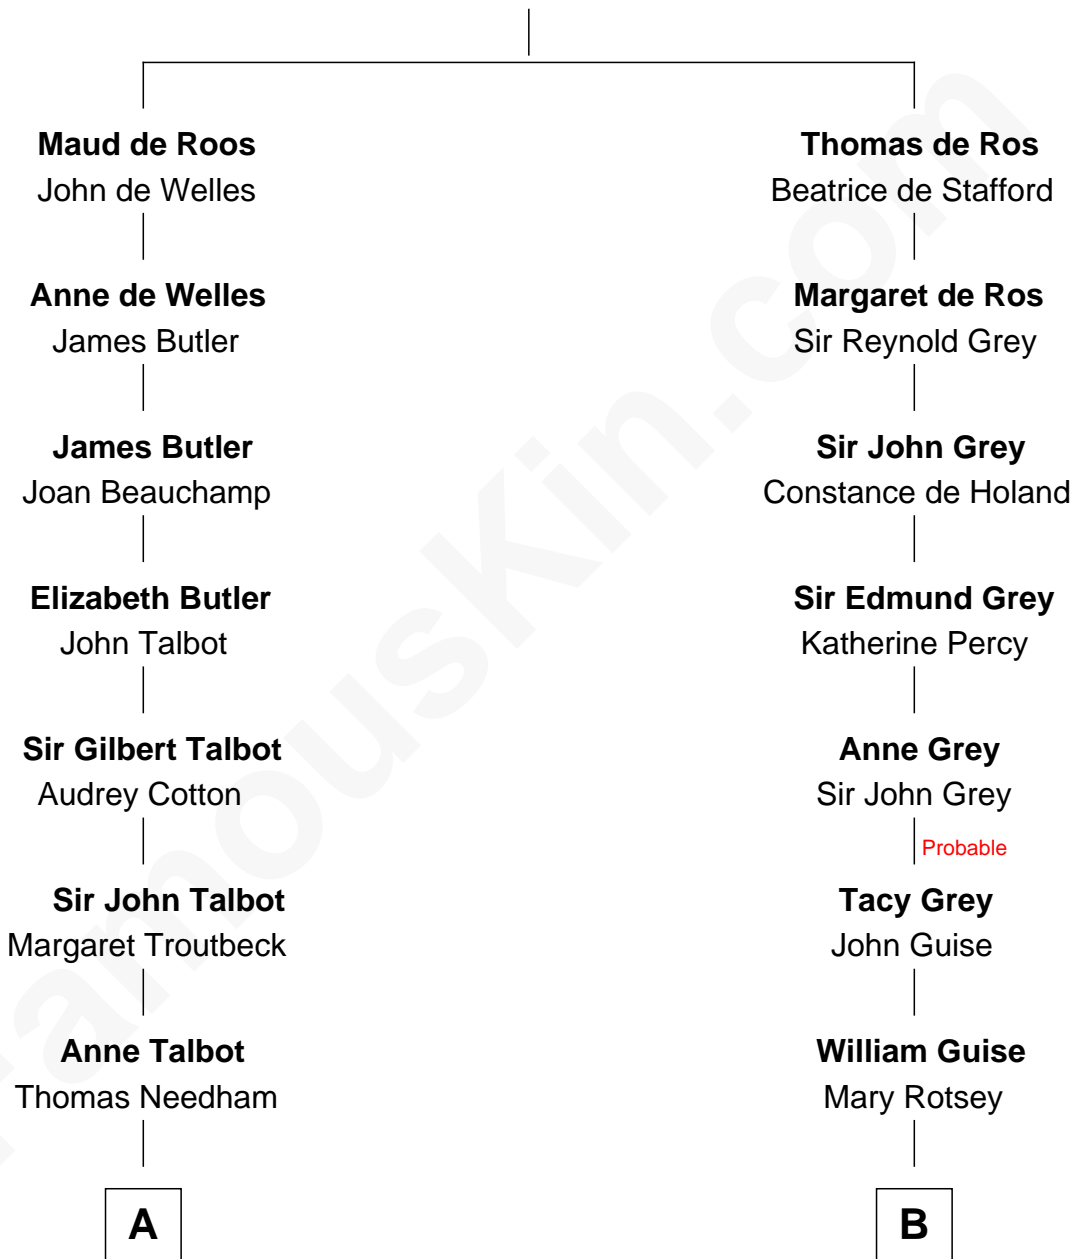 Maud de Roos
John de Welles
Anne de Welles
James Butler
James Butler
Joan Beauchamp
Elizabeth Butler
John Talbot
Sir Gilbert Talbot
Audrey Cotton
Sir John Talbot
Margaret Troutbeck
Anne Talbot
Thomas Needham
A
Thomas de Ros
Beatrice de Stafford
Margaret de Ros
Sir Reynold Grey
Sir John Grey
Constance de Holand
Sir Edmund Grey
Katherine Percy
Anne Grey
Sir John Grey
Probable
Tacy Grey
John Guise
William Guise
Mary Rotsey
B
FamousKin.com